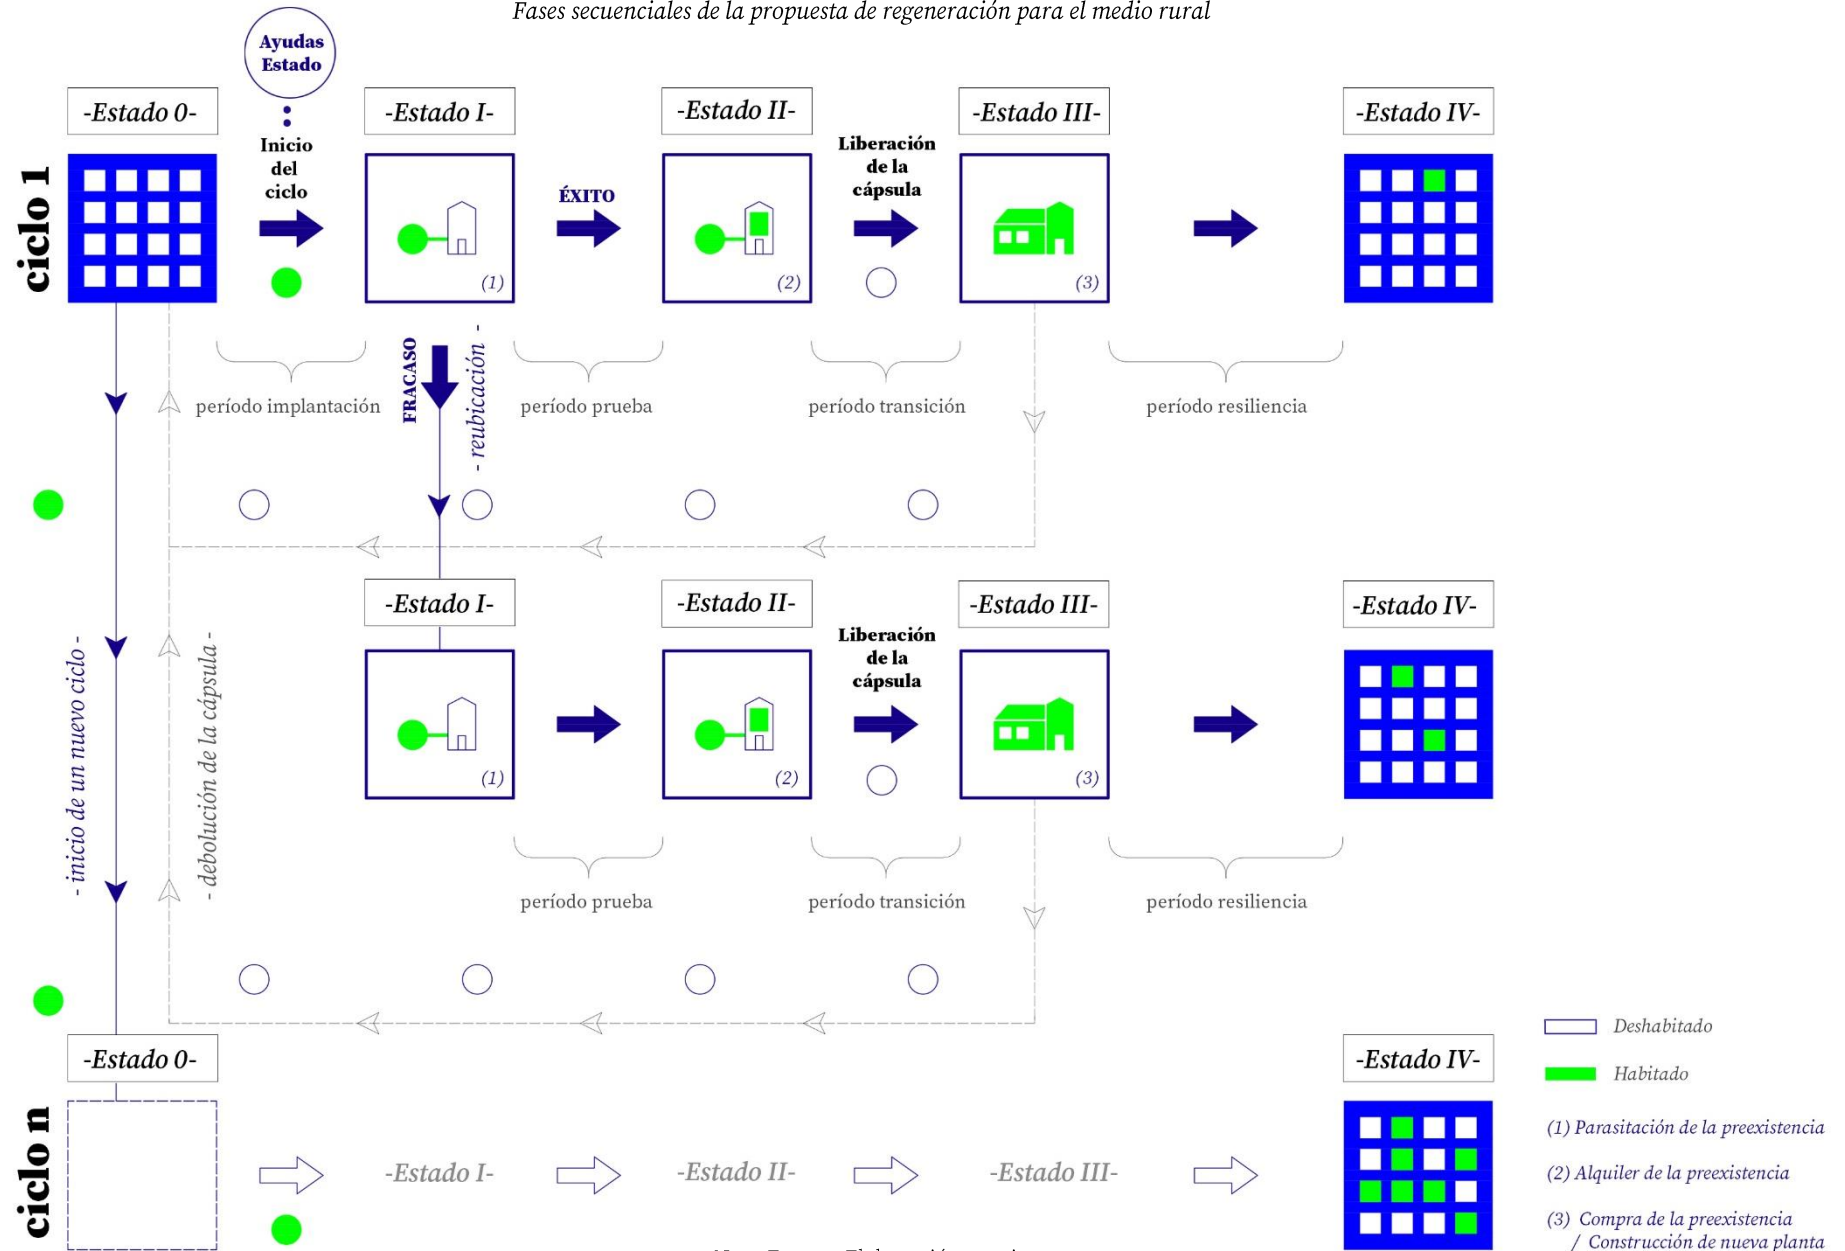 Fases secuenciales de la propuesta de regeneración para el medio rural
Ayudas
Estado
-Estado 0-
-Estado I-
-Estado II-
-Estado III-
-Estado IV-
ciclo 1
Inicio
del
ciclo
ÉXITO
Liberación
de la
cápsula
(1)
(2)
(3)
FRACASO
- reubicación -
período implantación
período prueba
período transición
período resiliencia
- inicio de un nuevo ciclo -
- debolución de la cápsula -
-Estado I-
-Estado II-
-Estado III-
-Estado IV-
Liberación
de la
cápsula
(1)
(2)
(3)
período prueba
período transición
período resiliencia
-Estado 0-
-Estado IV-
ciclo n
-Estado I-
-Estado II-
-Estado III-
Deshabitado
Habitado
(1) Parasitación de la preexistencia
(2) Alquiler de la preexistencia
(3) Compra de la preexistencia
/ Construcción de nueva planta